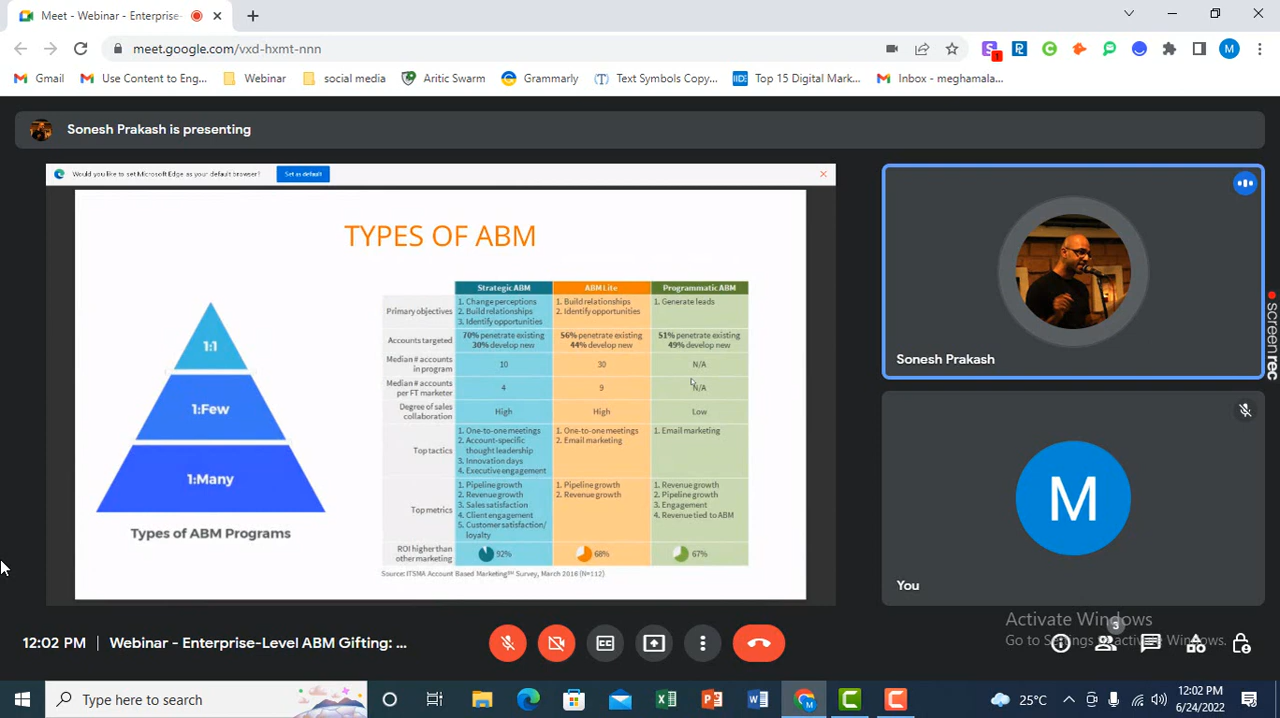 Meet - Webinar - Enterprise-
meet.google.com/vxd-hxmt-nnn
1
M
Gmail
Use Content to Eng...
Webinar
social media
Aritic Swarm
Grammarly
Text Symbols Copy...
IIDE
Top 15 Digital Mark...
Inbox - meghamala...
Sonesh Prakash is presenting
Would you like to set Microsoft Edge as your default browser?
Set as default
TYPES OF ABM
1:1
1:Few
1:Many
Types of ABM Programs
Strategic ABM
ABM Lite
Programmatic ABM
Primary objectives
1. Change perceptions
2. Build relationships
3. Identify opportunities
1. Build relationships
2. Identify opportunities
1. Generate leads
Accounts targeted
70% penetrate existing
30% develop new
56% penetrate existing
44% develop new
51% penetrate existing
49% develop new
Median # accounts
in program
10
30
N/A
Median # accounts
per FT marketer
4
9
N/A
Degree of sales
collaboration
High
High
Low
Top tactics
1. One-to-one meetings
2. Account-specific
thought leadership
3. Innovation days
4. Executive engagement
1. One-to-one meetings
2. Email marketing
1. Email marketing
Top metrics
1. Pipeline growth
2. Revenue growth
3. Sales satisfaction
4. Client engagement
5. Customer satisfaction/
loyalty
1. Pipeline growth
2. Revenue growth
1. Revenue growth
2. Pipeline growth
3. Engagement
4. Revenue tied to ABM
ROI higher than
other marketing
92%
68%
67%
Source: ITSMA Account Based Marketing℠ Survey, March 2016 (N=112)
Sonesh Prakash
M
You
Screenrec
Activate Windows
Go to Settings to activate Windows.
12:02 PM | Webinar - Enterprise-Level ABM Gifting: ...
3
Type here to search
25°C
12:02 PM
6/24/2022